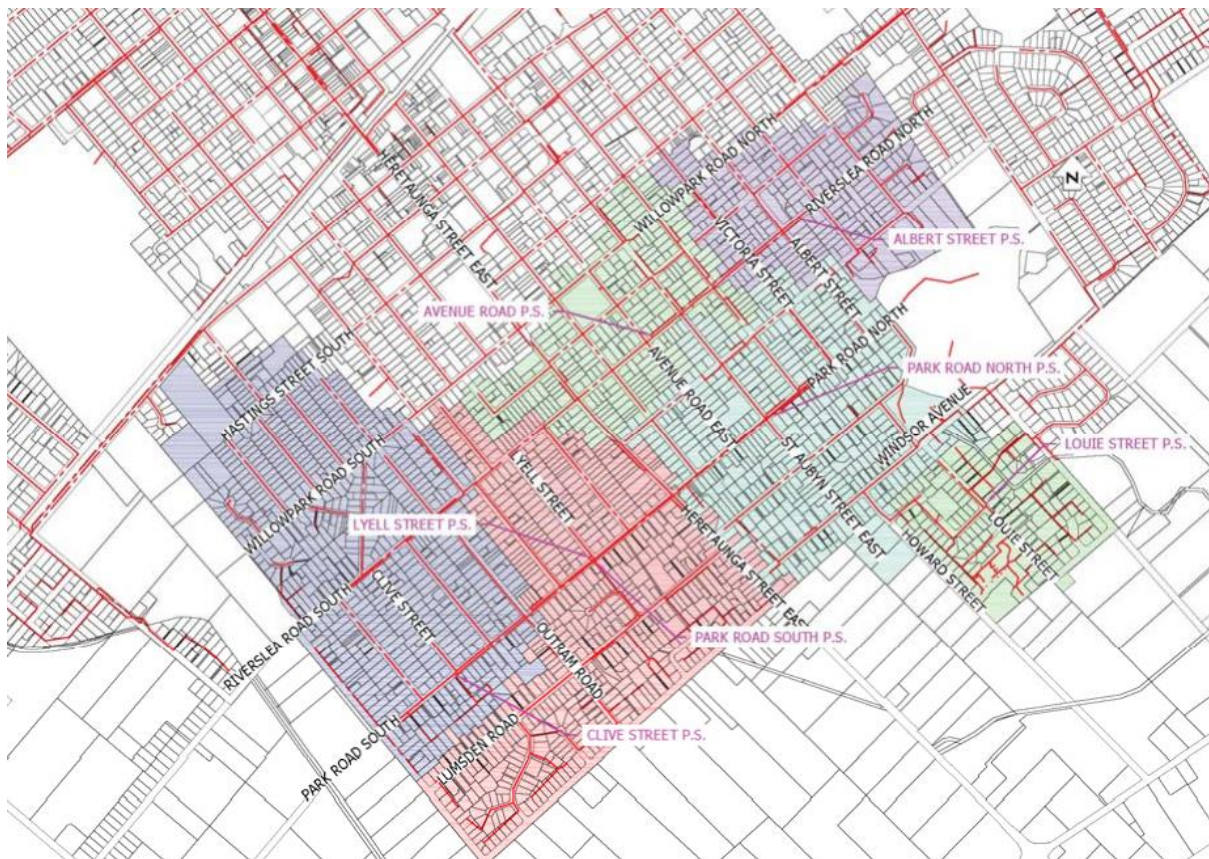 HERETAUNGA STREET EAST
WILLOWPARK ROAD NORTH
RIVERSLEA ROAD NORTH
N
VICTORIA STREET
ALBERT STREET
ALBERT STREET P.S.
AVENUE ROAD P.S.
PARK ROAD NORTH
AVENUE ROAD EAST
PARK ROAD NORTH P.S.
HASTINGS STREET SOUTH
WINDSOR AVENUE
ST AUBYN STREET EAST
LOUIE STREET P.S.
WILLOWPARK ROAD SOUTH
LYELL STREET
LYELL STREET P.S.
HERETAUNGA STREET EAST
LOUIE STREET
HOWARD STREET
CLIVE STREET
RIVERSLEA ROAD SOUTH
OUTRAM ROAD
PARK ROAD SOUTH P.S.
PARK ROAD SOUTH
LUMSDEN ROAD
CLIVE STREET P.S.